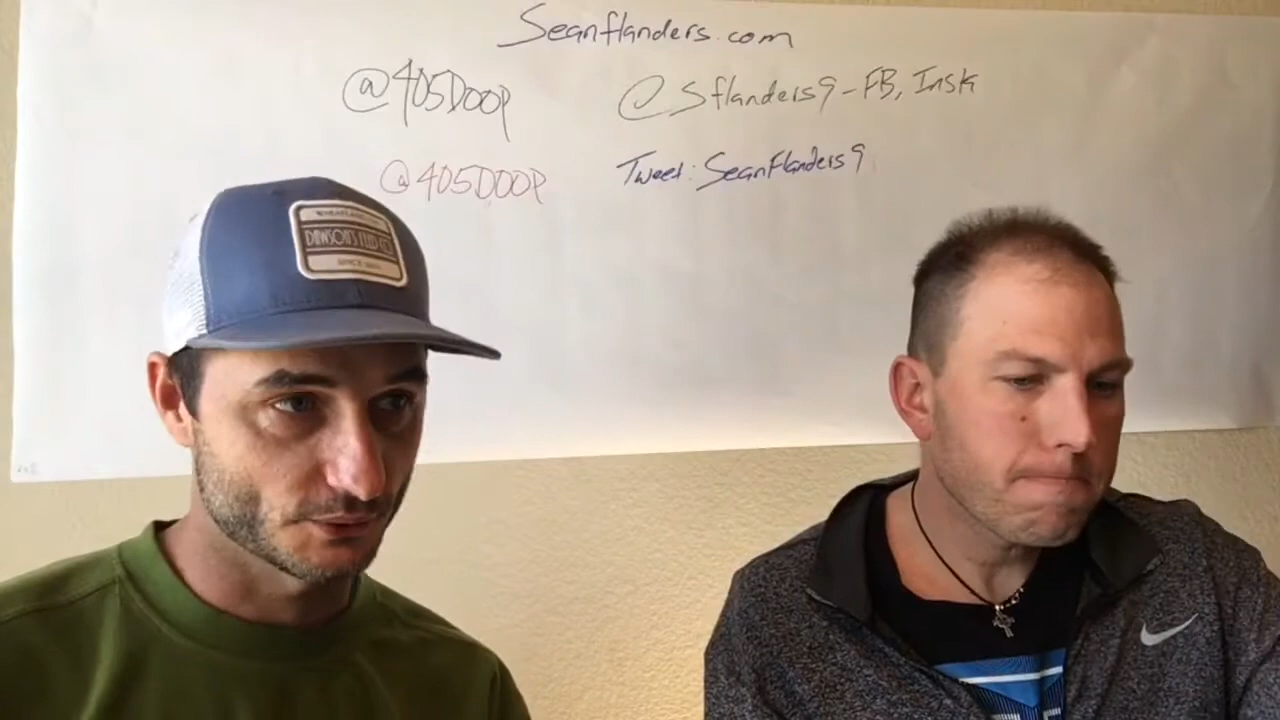 Seanflanders.com
@405DOOP
@Sflanders9-FB, Insta
@405DOOP
Tweet: SeanFlanders9
DAWSON'S FEED CO
SINCE